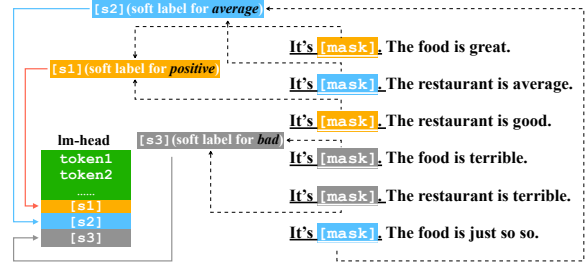 [s2](soft label for average)
It's [mask]. The food is great.
[s1](soft label for positive)
It's [mask]. The restaurant is average.
It's [mask]. The restaurant is good.
[s3](soft label for bad)
lm-head
It's [mask]. The food is terrible.
token1
token2
......
It's [mask]. The restaurant is terrible.
[s1]
[s2]
[s3]
It's [mask]. The food is just so so.